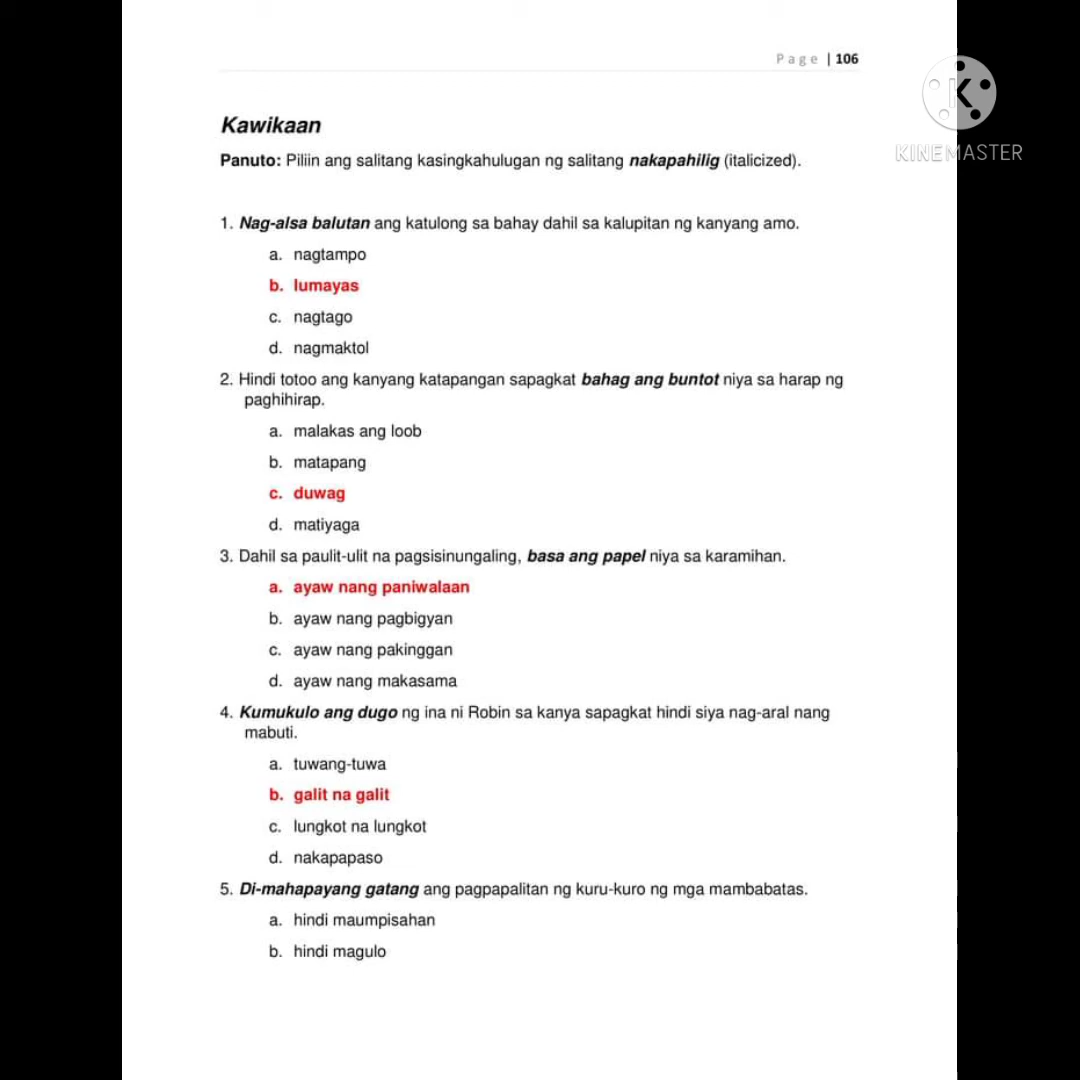 Page | 106
KINEMASTER
Kawikaan
Panuto: Piliin ang salitang kasingkahulugan ng salitang nakapahilig (italicized).
1. Nag-alsa balutan ang katulong sa bahay dahil sa kalupitan ng kanyang amo.
a. nagtampo
b. lumayas
c. nagtago
d. nagmaktol
2. Hindi totoo ang kanyang katapangan sapagkat bahag ang buntot niya sa harap ng
paghihirap.
a. malakas ang loob
b. matapang
c. duwag
d. matiyaga
3. Dahil sa paulit-ulit na pagsisinungaling, basa ang papel niya sa karamihan.
a. ayaw nang paniwalaan
b. ayaw nang pagbigyan
c. ayaw nang pakinggan
d. ayaw nang makasama
4. Kumukulo ang dugo ng ina ni Robin sa kanya sapagkat hindi siya nag-aral nang
mabuti.
a. tuwang-tuwa
b. galit na galit
c. lungkot na lungkot
d. nakapapaso
5. Di-mahapayang gatang ang pagpapalitan ng kuru-kuro ng mga mambabatas.
a. hindi maumpisahan
b. hindi magulo